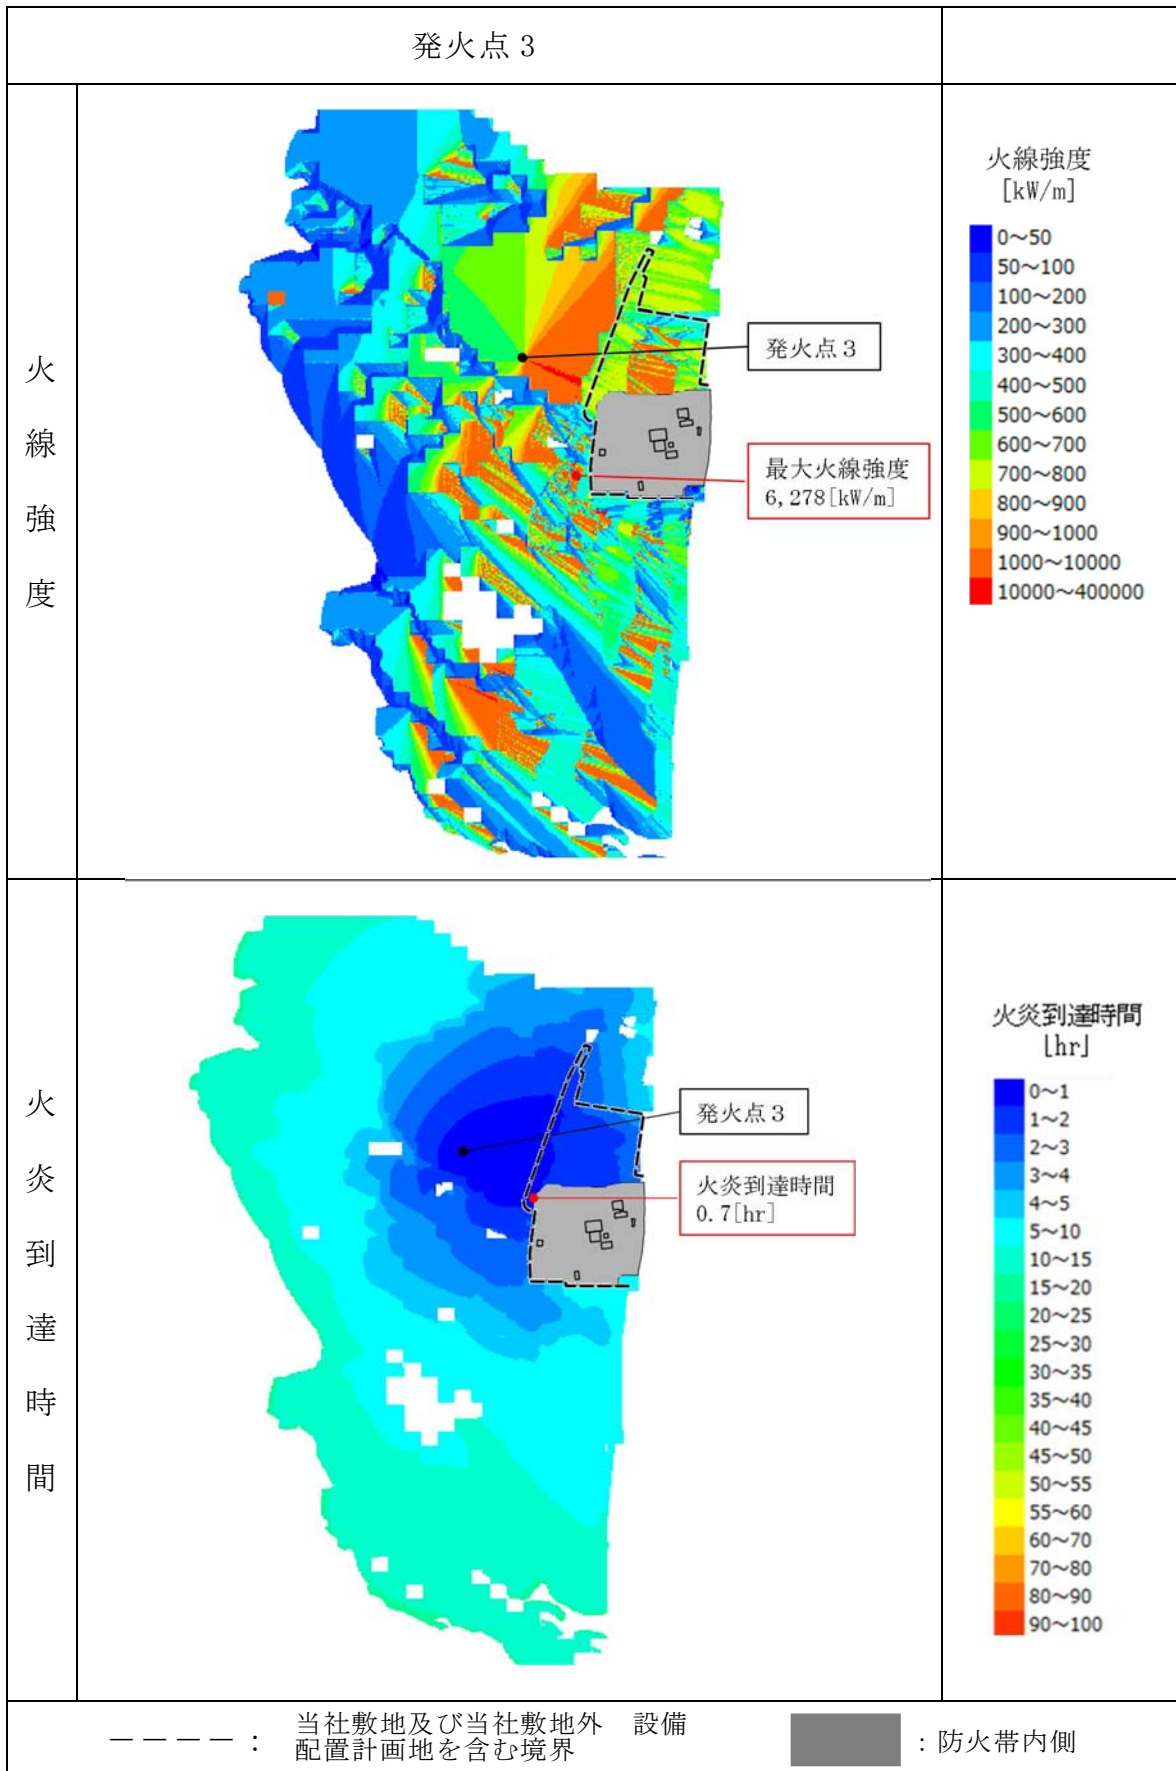 発火点3
火線強度
火線強度
[kW/m]
0～50
50～100
100～200
200～300
300～400
400～500
500～600
600～700
700～800
800～900
900～1000
1000～10000
10000～400000
発火点3
最大火線強度
6,278[kW/m]
火炎到達時間
火炎到達時間
[hr]
0～1
1～2
2～3
3～4
4～5
5～10
10～15
15～20
20～25
25～30
30～35
35～40
40～45
45～50
50～55
55～60
60～70
70～80
80～90
90～100
発火点3
火炎到達時間
0.7[hr]
－－－－：
当社敷地及び当社敷地外　設備
配置計画地を含む境界
：防火帯内側